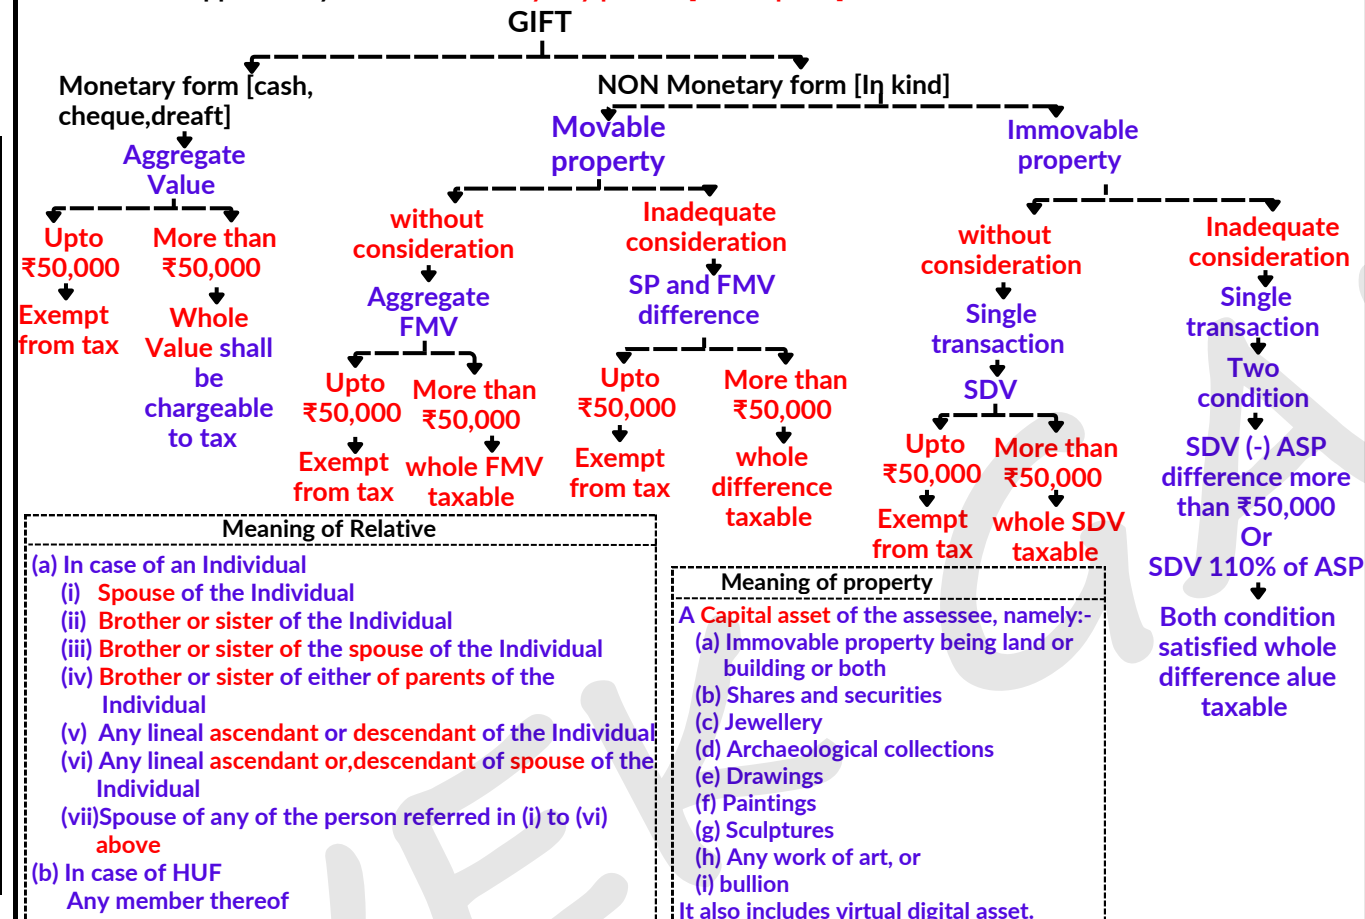 GIFT
Monetary form [cash,
cheque,dreaft]
Aggregate
Value
Upto
₹50,000
Exempt
from tax
More than
₹50,000
Whole
Value shall
be
chargeable
to tax
NON Monetary form [In kind]
Movable
property
without
consideration
Aggregate
FMV
Upto
₹50,000
Exempt
from tax
More than
₹50,000
whole FMV
taxable
Inadequate
consideration
SP and FMV
difference
Upto
₹50,000
Exempt
from tax
More than
₹50,000
whole
difference
taxable
Immovable
property
without
consideration
Single
transaction
SDV
Upto
₹50,000
Exempt
from tax
More than
₹50,000
whole SDV
taxable
Inadequate
consideration
Single
transaction
Two
condition
SDV (-) ASP
difference more
than ₹50,000
Or
SDV 110% of ASP
Both condition
satisfied whole
difference alue
taxable
Meaning of Relative
(a) In case of an Individual
(i) Spouse of the Individual
(ii) Brother or sister of the Individual
(iii) Brother or sister of the spouse of the Individual
(iv) Brother or sister of either of parents of the
Individual
(v) Any lineal ascendant or descendant of the Individual
(vi) Any lineal ascendant or,descendant of spouse of the
Individual
(vii)Spouse of any of the person referred in (i) to (vi)
above
(b) In case of HUF
Any member thereof
Meaning of property
A Capital asset of the assessee, namely:-
(a) Immovable property being land or
building or both
(b) Shares and securities
(c) Jewellery
(d) Archaeological collections
(e) Drawings
(f) Paintings
(g) Sculptures
(h) Any work of art, or
(i) bullion
It also includes virtual digital asset.